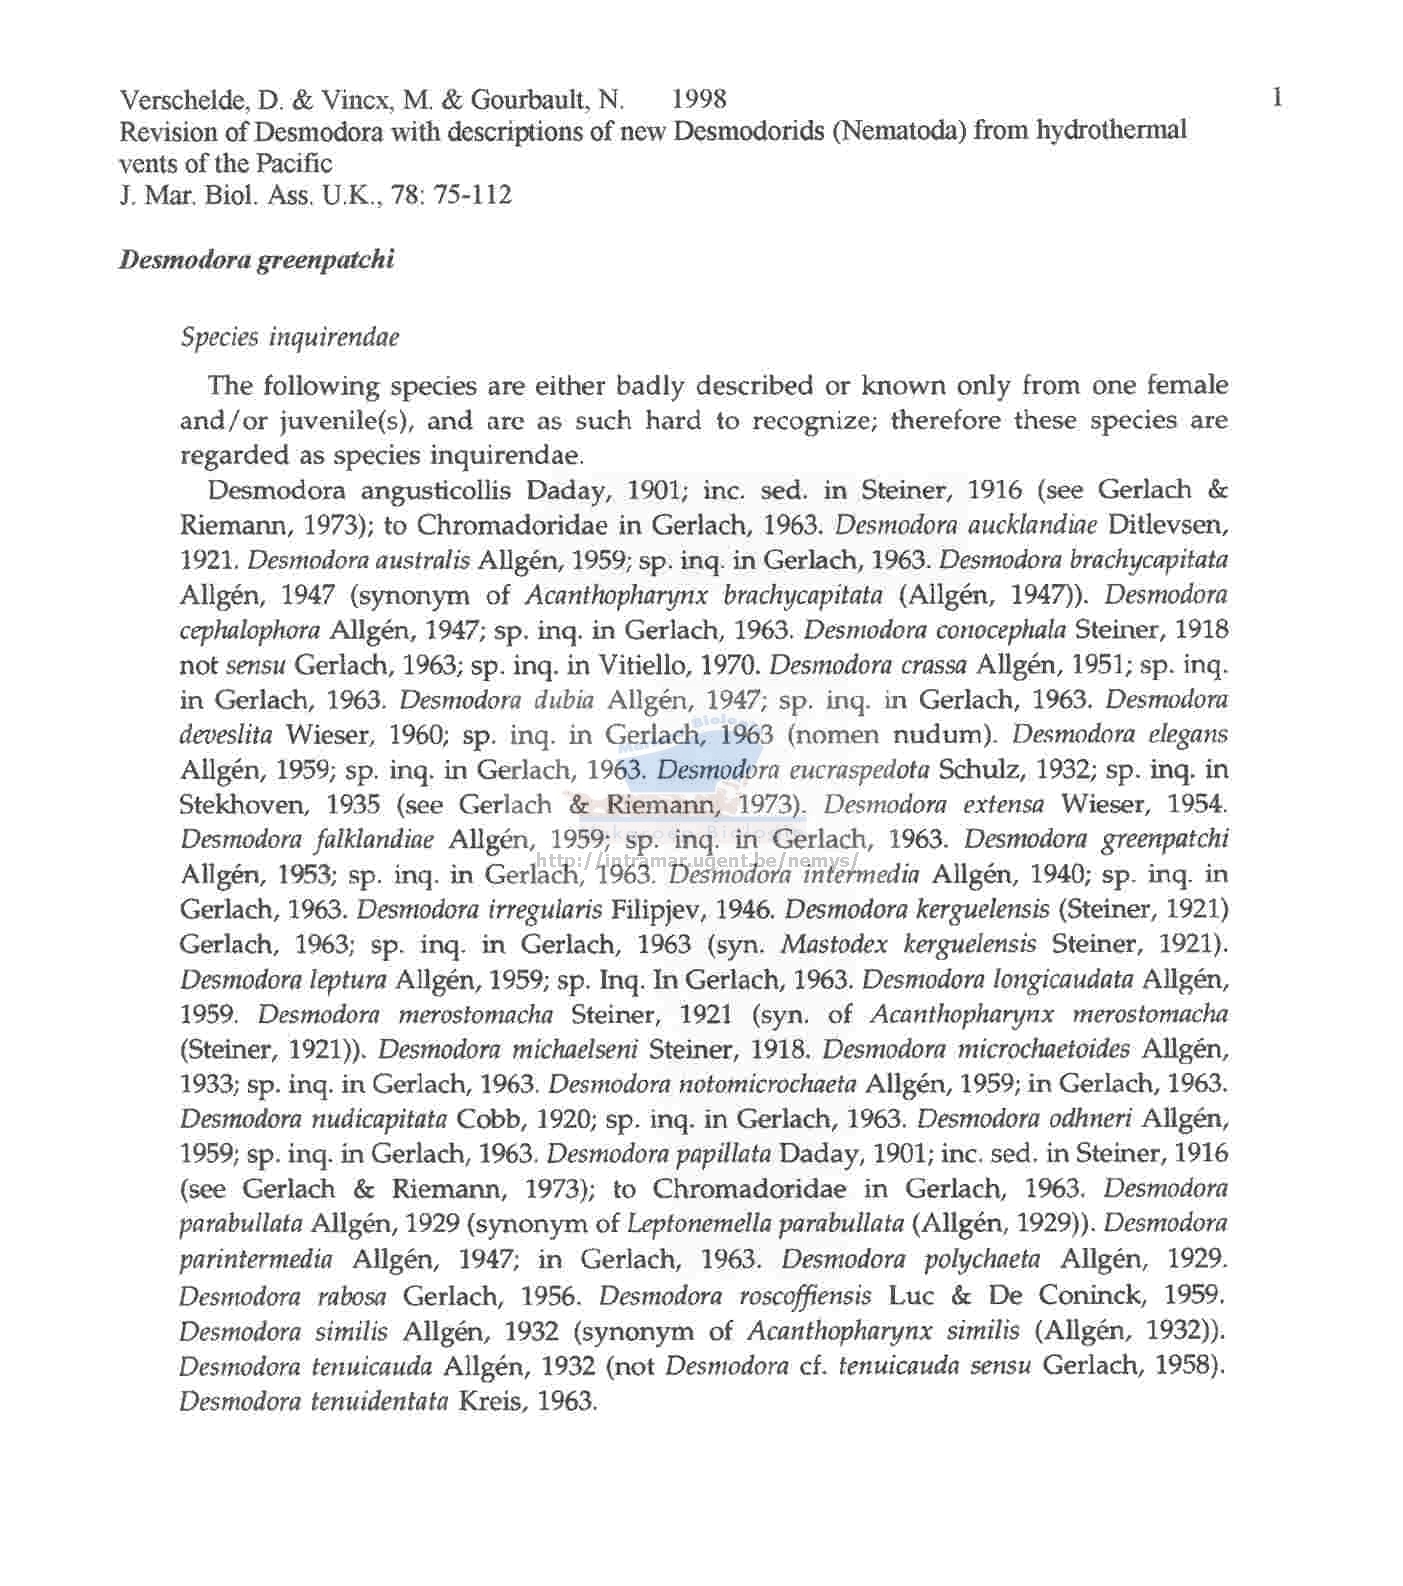 Verschelde, D. & Vincx, M. & Gourbault, N. 1998 1
Revision of Desmodora with descriptions of new Desmodorids (Nematoda) from hydrothermal
vents of the Pacific
J. Mar. Biol. Ass. U.K., 78: 75-112
Desmodora greenpatchi
Species inquirendae
The following species are either badly described or known only from one female
and/or juvenile(s), and are as such hard to recognize; therefore these species are
regarded as species inquirendae.
Desmodora angusticollis Daday, 1901; inc. sed. in Steiner, 1916 (see Gerlach &
Riemann, 1973); to Chromadoridae in Gerlach, 1963. Desmodora aucklandiae Ditlevsen,
1921. Desmodora australis Allgén, 1959; sp. inq. in Gerlach, 1963. Desmodora brachycapitata
Allgén, 1947 (synonym of Acanthopharynx brachycapitata (Allgén, 1947)). Desmodora
cephalophora Allgén, 1947; sp. inq. in Gerlach, 1963. Desmodora conocephala Steiner, 1918
not sensu Gerlach, 1963; sp. inq. in Vitiello, 1970. Desmodora crassa Allgén, 1951; sp. inq.
in Gerlach, 1963. Desmodora dubia Allgén, 1947; sp. inq. in Gerlach, 1963. Desmodora
deveslita Wieser, 1960; sp. inq. in Gerlach, 1963 (nomen nudum). Desmodora elegans
Allgén, 1959; sp. inq. in Gerlach, 1963. Desmodora eucraspedota Schulz, 1932; sp. inq. in
Stekhoven, 1935 (see Gerlach & Riemann, 1973). Desmodora extensa Wieser, 1954.
Desmodora falklandiae Allgén, 1959; sp. inq. in Gerlach, 1963. Desmodora greenpatchi
http://intramar.ugent.be/nemys/
Allgén, 1953; sp. inq. in Gerlach, 1963. Desmodora intermedia Allgén, 1940; sp. inq. in
Gerlach, 1963. Desmodora irregularis Filipjev, 1946. Desmodora kerguelensis (Steiner, 1921)
Gerlach, 1963; sp. inq. in Gerlach, 1963 (syn. Mastodex kerguelensis Steiner, 1921).
Desmodora leptura Allgén, 1959; sp. Inq. In Gerlach, 1963. Desmodora longicaudata Allgén,
1959. Desmodora merostomacha Steiner, 1921 (syn. of Acanthopharynx merostomacha
(Steiner, 1921)). Desmodora michaelseni Steiner, 1918. Desmodora microchaetoides Allgén,
1933; sp. inq. in Gerlach, 1963. Desmodora notomicrochaeta Allgén, 1959; in Gerlach, 1963.
Desmodora nudicapitata Cobb, 1920; sp. inq. in Gerlach, 1963. Desmodora odhneri Allgén,
1959; sp. inq. in Gerlach, 1963. Desmodora papillata Daday, 1901; inc. sed. in Steiner, 1916
(see Gerlach & Riemann, 1973); to Chromadoridae in Gerlach, 1963. Desmodora
parabullata Allgén, 1929 (synonym of Leptonemella parabullata (Allgén, 1929)). Desmodora
parintermedia Allgén, 1947; in Gerlach, 1963. Desmodora polychaeta Allgén, 1929.
Desmodora rabosa Gerlach, 1956. Desmodora roscoffiensis Luc & De Coninck, 1959.
Desmodora similis Allgén, 1932 (synonym of Acanthopharynx similis (Allgén, 1932)).
Desmodora tenuicauda Allgén, 1932 (not Desmodora cf. tenuicauda sensu Gerlach, 1958).
Desmodora tenuidentata Kreis, 1963.